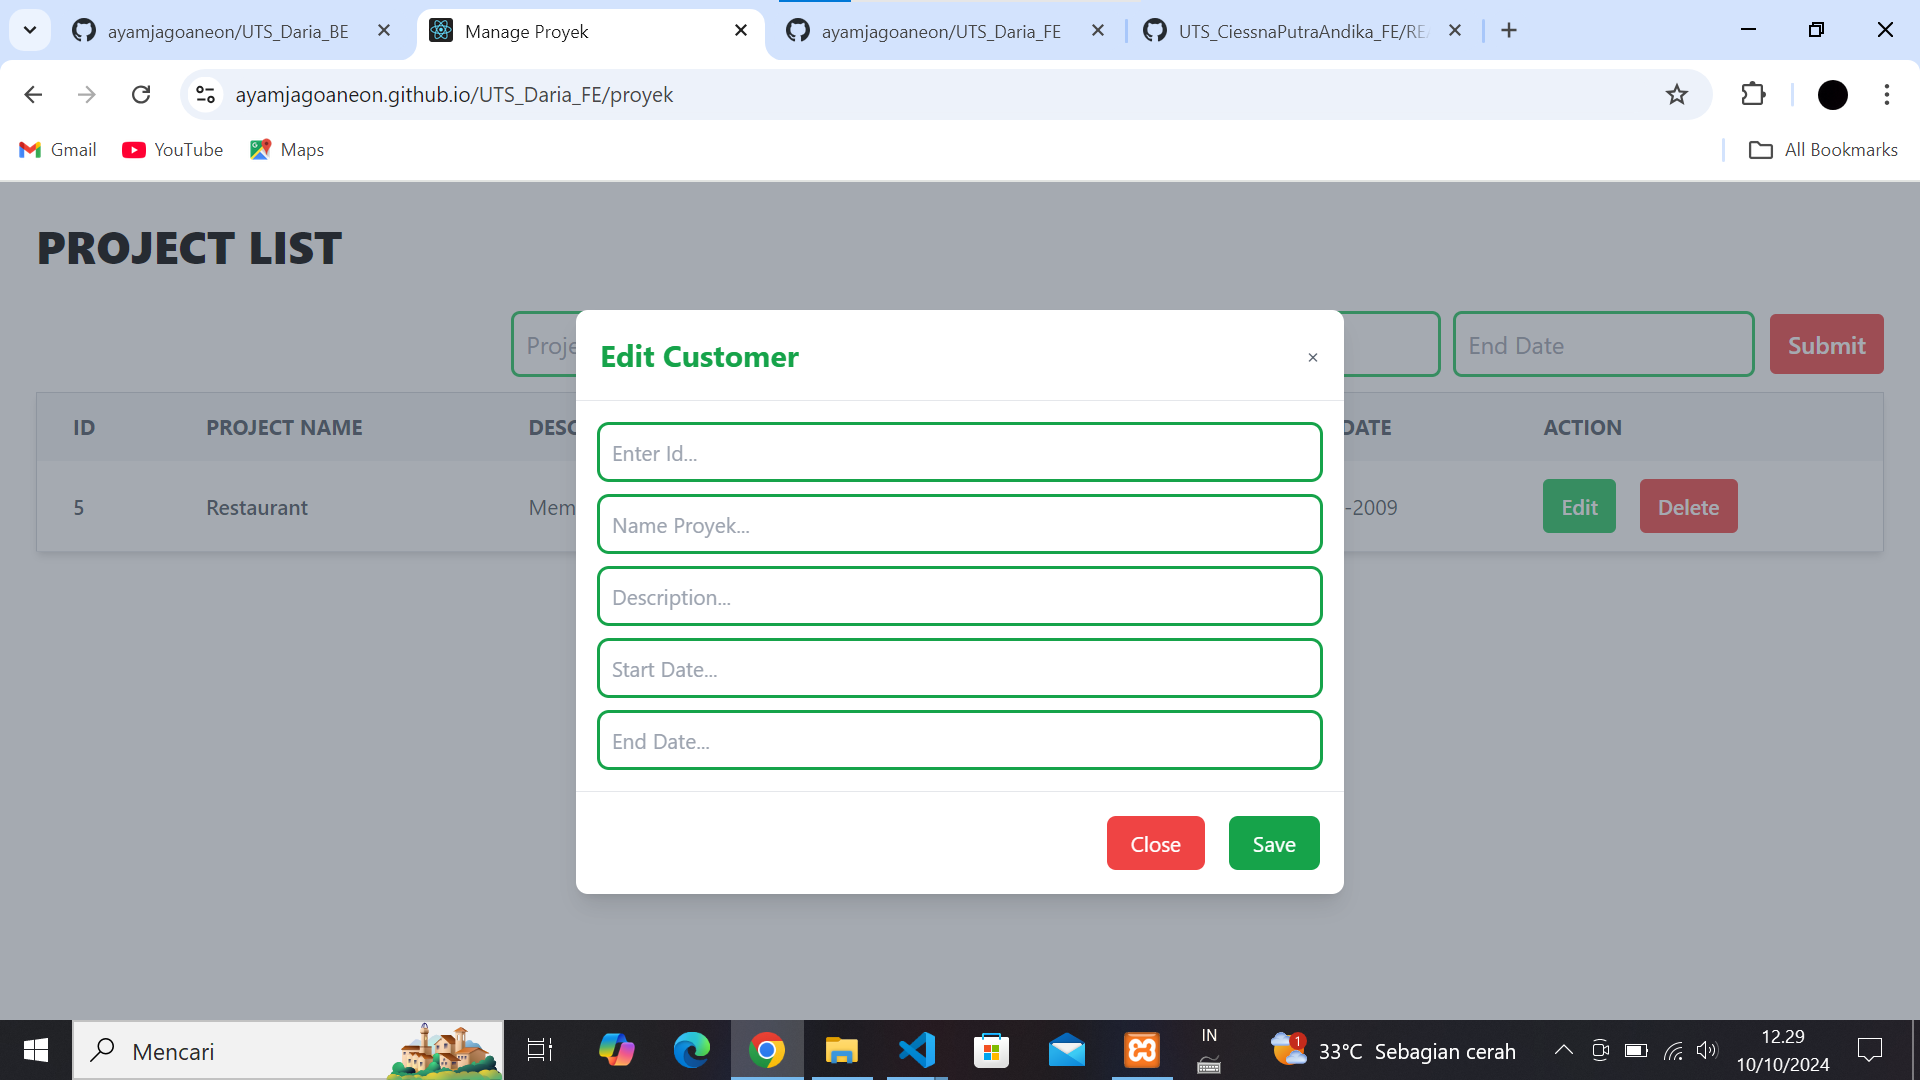 ayamjagoaneon/UTS_Daria_BE
Manage Proyek
ayamjagoaneon/UTS_Daria_FE
UTS_CiessnaPutraAndika_FE/RE
ayamjagoaneon.github.io/UTS_Daria_FE/proyek
Gmail
YouTube
Maps
All Bookmarks
PROJECT LIST
Proje
End Date
Submit
ID
PROJECT NAME
DESC
DATE
ACTION
5
Restaurant
Mem
-2009
Edit
Delete
Edit Customer
×
Enter Id...
Name Proyek...
Description...
Start Date...
End Date...
Close
Save
Mencari
IN
1
33°C Sebagian cerah
12.29
10/10/2024